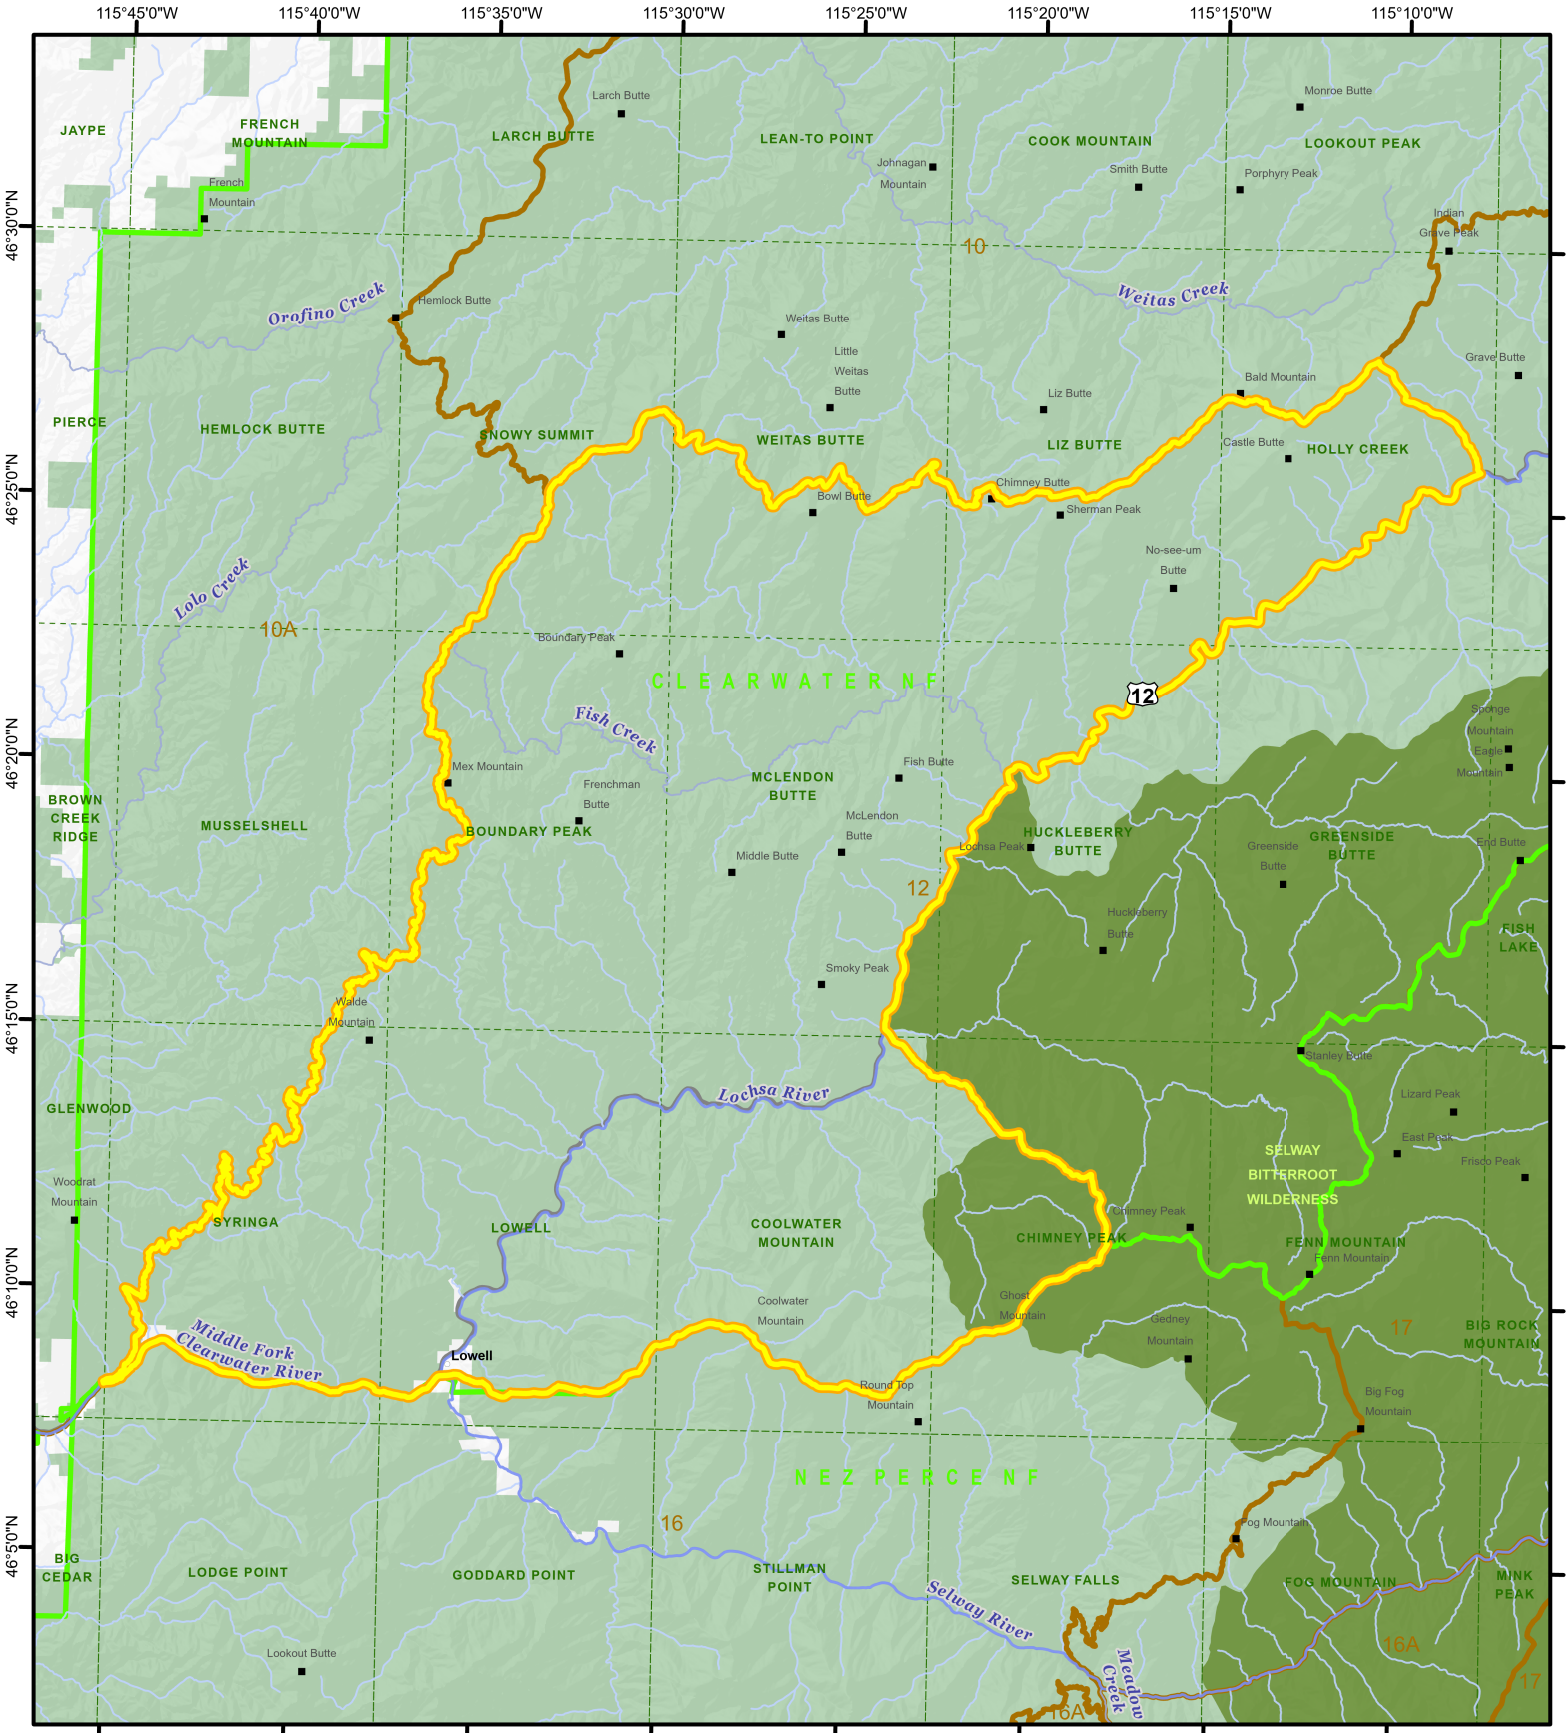 115°45'0"W
115°40'0"W
115°35'0"W
115°30'0"W
115°25'0"W
115°20'0"W
115°15'0"W
115°10'0"W
Larch Butte
Monroe Butte
JAYPE
FRENCH
MOUNTAIN
LARCH BUTTE
LEAN-TO POINT
COOK MOUNTAIN
LOOKOUT PEAK
Johnagan
Mountain
Smith Butte
Porphyry Peak
French
Mountain
Indian
Grave Peak
46°30'0"N
10
Orofino Creek
Hemlock Butte
Weitas Creek
Weitas Butte
Little
Weitas
Butte
Grave Butte
Bald Mountain
Liz Butte
PIERCE
HEMLOCK BUTTE
SNOWY SUMMIT
WEITAS BUTTE
LIZ BUTTE
Castle Butte
HOLLY CREEK
46°25'0"N
Bowl Butte
Chimney Butte
Sherman Peak
No-see-um
Butte
Lolo Creek
10A
Boundary Peak
CLEARWATER NF
12
Fish Creek
Sponge
Mountain
Eagle
Mountain
46°20'0"N
Mex Mountain
Frenchman
Butte
MCLENDON
BUTTE
Fish Butte
BROWN
CREEK
RIDGE
MUSSELSHELL
BOUNDARY PEAK
McLendon
Butte
Middle Butte
HUCKLEBERRY
BUTTE
Lochsa Peak
GREENSIDE
BUTTE
Greenside
Butte
End Butte
12
Huckleberry
Butte
FISH
LAKE
Smoky Peak
Walde
Mountain
46°15'0"N
Stanley Butte
Lochsa River
Lizard Peak
GLENWOOD
East Peak
SELWAY
BITTERROOT
WILDERNESS
Frisco Peak
Woodrat
Mountain
SYRINGA
LOWELL
COOLWATER
MOUNTAIN
Chimney Peak
CHIMNEY PEAK
FENN MOUNTAIN
Fenn Mountain
46°10'0"N
Coolwater
Mountain
Ghost
Mountain
Gedney
Mountain
17
BIG ROCK
MOUNTAIN
Middle Fork
Clearwater River
Lowell
Round Top
Mountain
Big Fog
Mountain
NEZ PERCE NF
16
Fog Mountain
46°5'0"N
BIG
CEDAR
LODGE POINT
GODDARD POINT
STILLMAN
POINT
SELWAY FALLS
FOG MOUNTAIN
MINK
PEAK
Selway River
Lookout Butte
Meadow
Creek
16A
16A
17